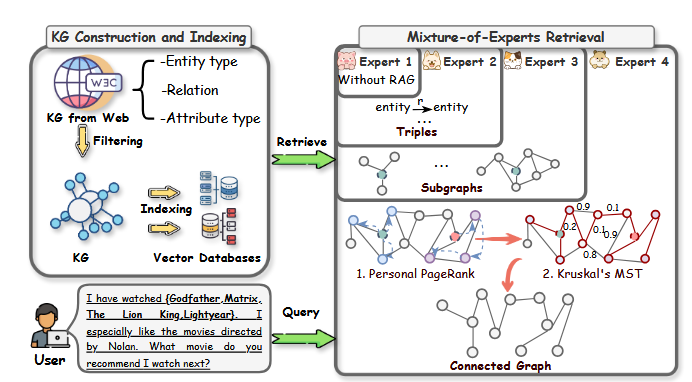 KG Construction and Indexing
W3C
KG from Web
-Entity type
-Relation
-Attribute type
Filtering
Indexing
KG
Vector Databases
Retrieve
Mixture-of-Experts Retrieval
Expert 1
Expert 2
Expert 3
Expert 4
Without RAG
entity r entity
...
Triples
...
Subgraphs
0.9
0.1
0.2
0.1
0.9
0.8
1. Personal PageRank
2. Kruskal's MST
Connected Graph
User
I have watched {Godfather,Matrix,
The Lion King,Lightyear}. I
especially like the movies directed
by Nolan. What movie do you
recommend I watch next?
Query